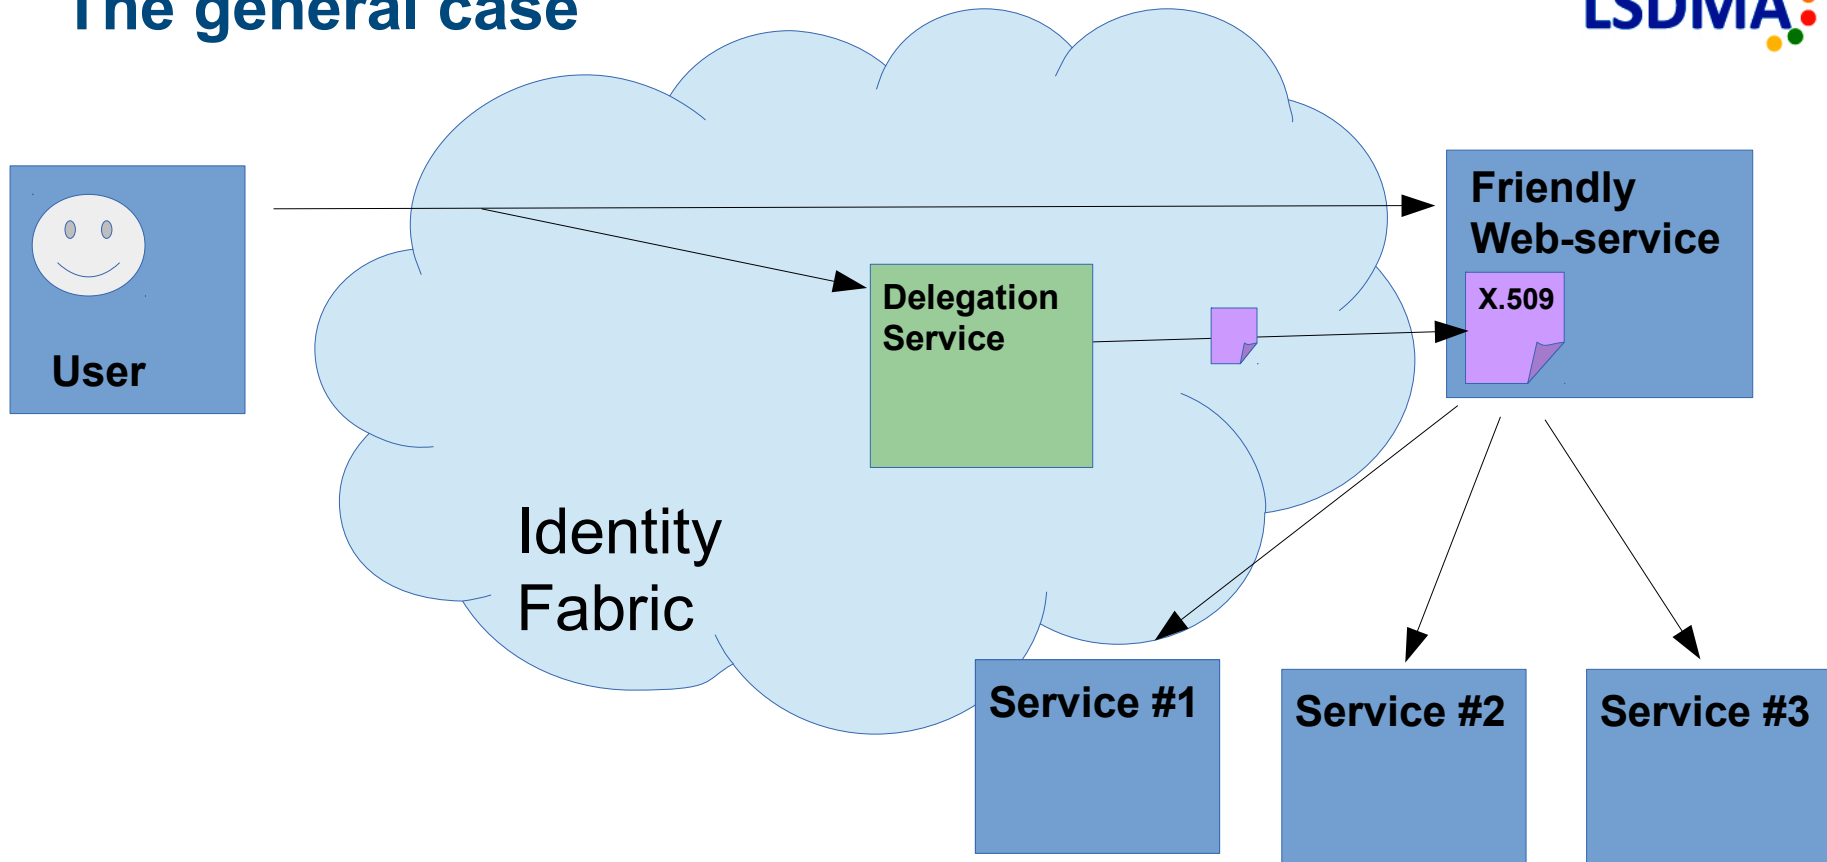 The general case
LSDMA
Friendly
Web-service
X.509
Delegation
Service
User
Identity
Fabric
Service #1
Service #2
Service #3